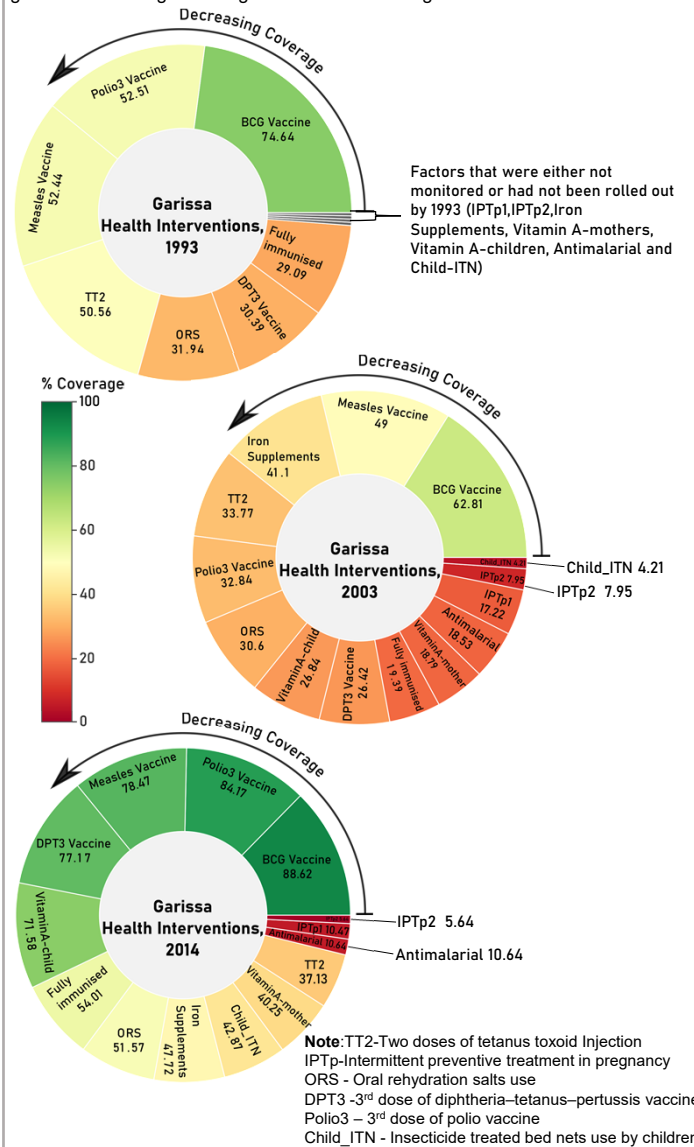 Decreasing Coverage
Polio3 Vaccine
52.51
BCG Vaccine
74.64
Measles Vaccine
52.44
Garissa
Health Interventions,
1993
Factors that were either not
monitored or had not been rolled out
by 1993 (IPTp1,IPTp2,Iron
Supplements, Vitamin A-mothers,
Vitamin A-children, Antimalarial and
Child-ITN)
Fully
immunised
29.09
DPT3 Vaccine
30.39
TT2
50.56
ORS
31.94
% Coverage
100
80
60
40
20
0
Decreasing Coverage
Measles Vaccine
49
Iron
Supplements
41.1
BCG Vaccine
62.81
TT2
33.77
Garissa
Health Interventions,
2003
Polio3 Vaccine
32.84
Child_ITN 4.21
Child_ITN 4.21
IPTp2 7.95
IPTp2 7.95
IPTp1
17.22
Antimalarial
18.53
VitaminA-mother
18.79
Fully immunised
19.39
DPT3 Vaccine
26.42
VitaminA-child
26.84
ORS
30.6
Decreasing Coverage
Measles Vaccine
78.47
Polio3 Vaccine
84.17
DPT3 Vaccine
77.17
BCG Vaccine
88.62
VitaminA-child
71.58
Garissa
Health Interventions,
2014
IPTp2 5.64
IPTp1 10.47
Antimalarial 10.64
Antimalarial 10.64
TT2
37.13
VitaminA-mother
40.25
Child_ITN
42.87
Iron
Supplements
47.72
ORS
51.57
Fully
immunised
54.01
Note:TT2-Two doses of tetanus toxoid Injection
IPTp-Intermittent preventive treatment in pregnancy
ORS - Oral rehydration salts use
DPT3 -3rd dose of diphtheria–tetanus–pertussis vaccine
Polio3 – 3rd dose of polio vaccine
Child_ITN - Insecticide treated bed nets use by children